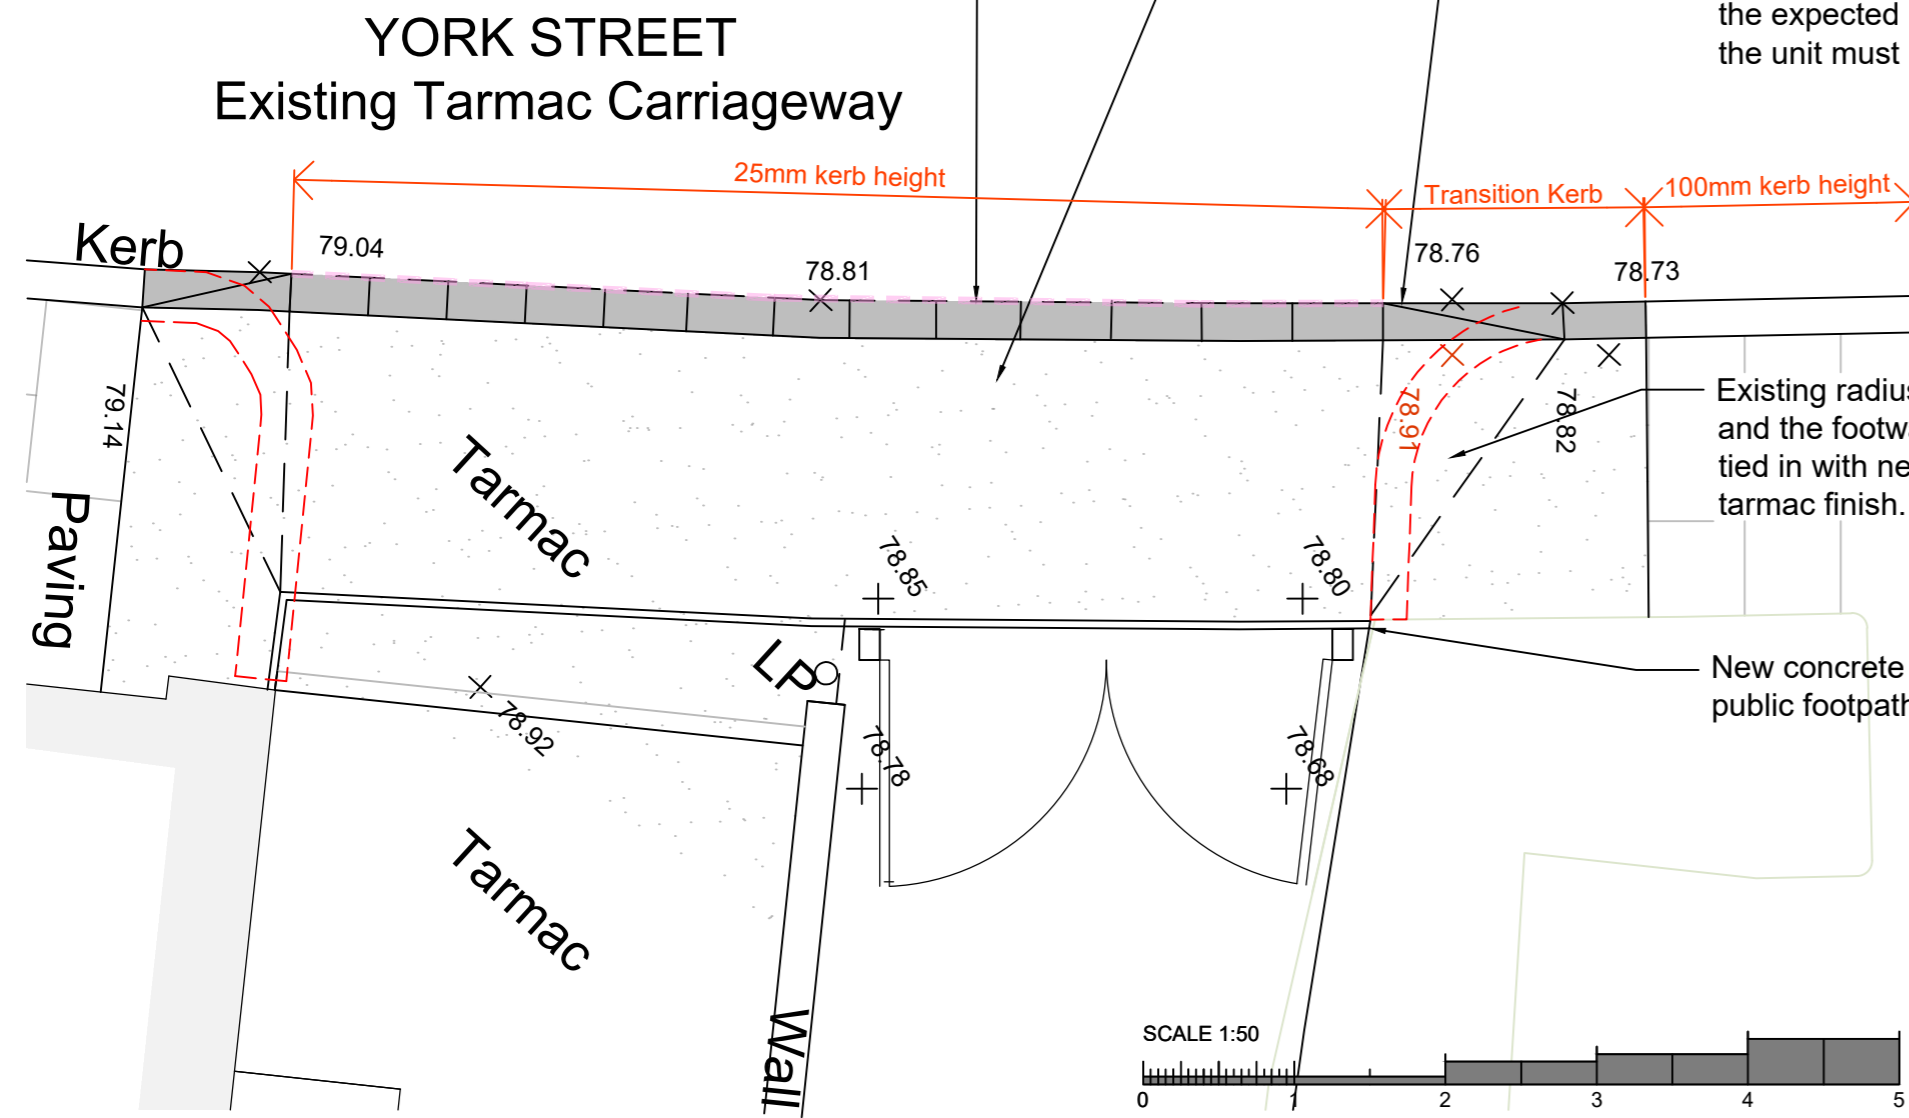 YORK STREET
Existing Tarmac Carriageway
the expected
the unit must
25mm kerb height
Transition Kerb
100mm kerb height
Kerb
79.04
78.81
78.76
78.73
79.14
78.91
78.82
Existing radius
and the footwa
tied in with ne
tarmac finish.
Paving
Tarmac
78.85
78.80
LP
78.92
78.78
78.68
New concrete
public footpath
Tarmac
Wall
SCALE 1:50
0 1 2 3 4 5